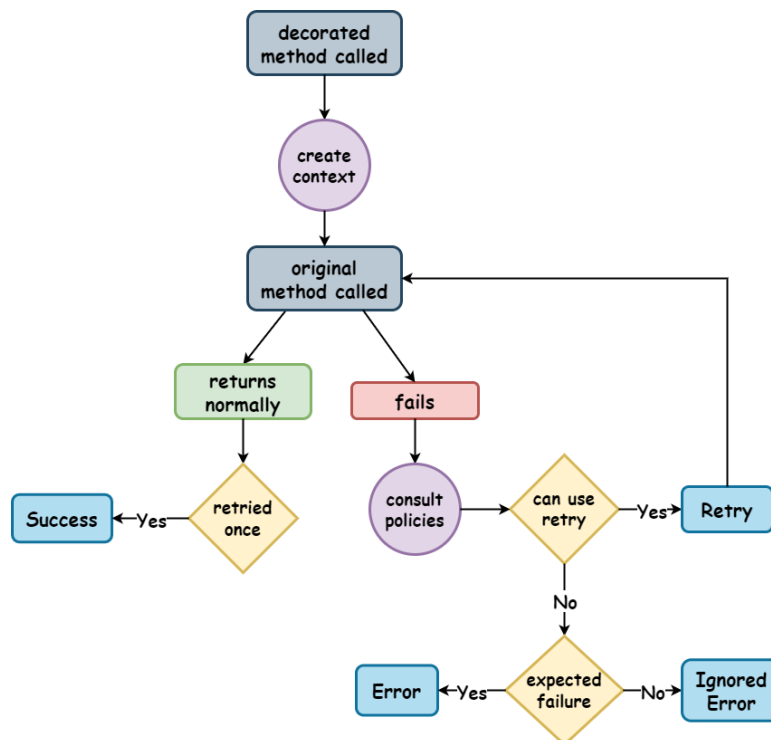 decorated
method called
create
context
original
method called
returns
normally
fails
Success
Yes
retried
once
consult
policies
can use
retry
Yes
Retry
No
Error
Yes
expected
failure
No
Ignored
Error